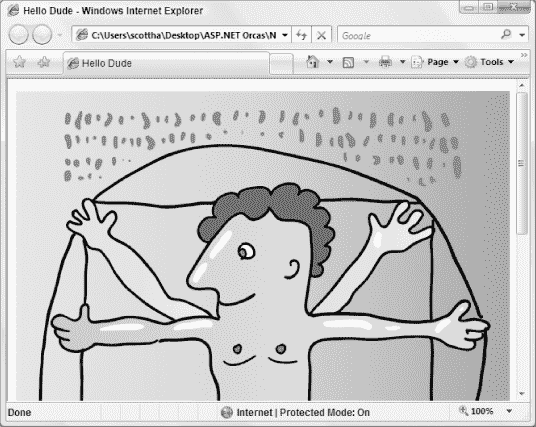 Hello Dude - Windows Internet Explorer
C:\Users\scottha\Desktop\ASP.NET Orcas\N
Google
Hello Dude
Page
Tools
Done
Internet | Protected Mode: On
100%